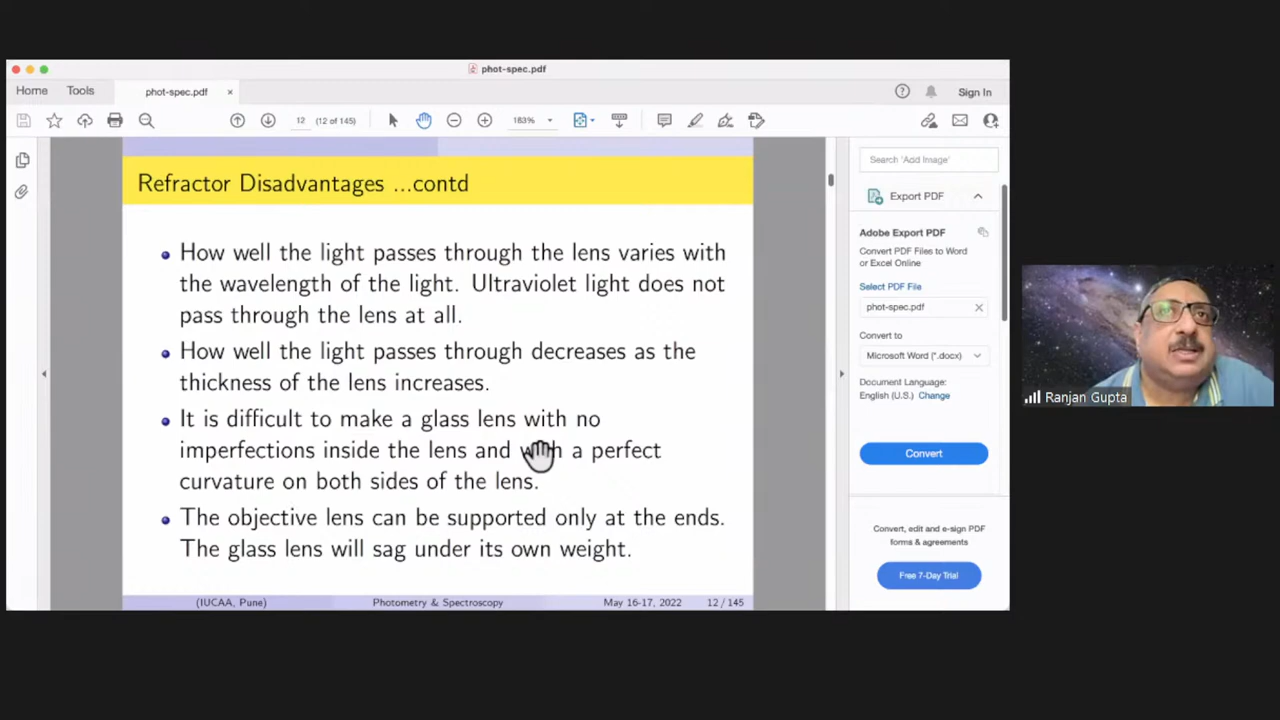 phot-spec.pdf
Home Tools phot-spec.pdf × Sign In
12 (12 of 145) 163%
Search 'Add Image'
Export PDF
Adobe Export PDF
Convert PDF Files to Word
or Excel Online
Select PDF File
phot-spec.pdf
Convert to
Microsoft Word (*.docx)
Document Language:
English (U.S.) Change
Convert
Convert, edit and e-sign PDF
forms & agreements
Free 7-Day Trial
Refractor Disadvantages ...contd
How well the light passes through the lens varies with
the wavelength of the light. Ultraviolet light does not
pass through the lens at all.
How well the light passes through decreases as the
thickness of the lens increases.
It is difficult to make a glass lens with no
imperfections inside the lens and with a perfect
curvature on both sides of the lens.
The objective lens can be supported only at the ends.
The glass lens will sag under its own weight.
(IUCAA, Pune) Photometry & Spectroscopy May 16-17, 2022 12 / 145
Ranjan Gupta